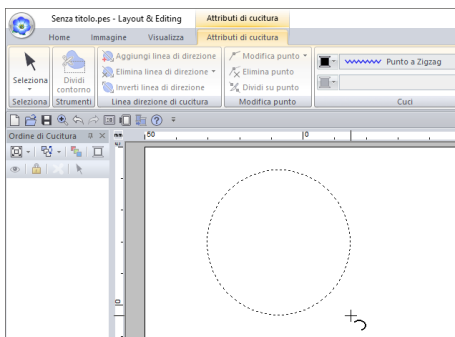 Senza titolo.pes - Layout & Editing Attributi di cucitura
Home Immagine Visualizza Attributi di cucitura
Seleziona
Dividi contorno
Aggiungi linea di direzione
Elimina linea di direzione
Inverti linea di direzione
Modifica punto
Elimina punto
Dividi su punto
Punto a Zigzag
Seleziona Strumenti Linea direzione di cucitura Modifica punto Cuci
Ordine di Cucitura
mm 50 0
0